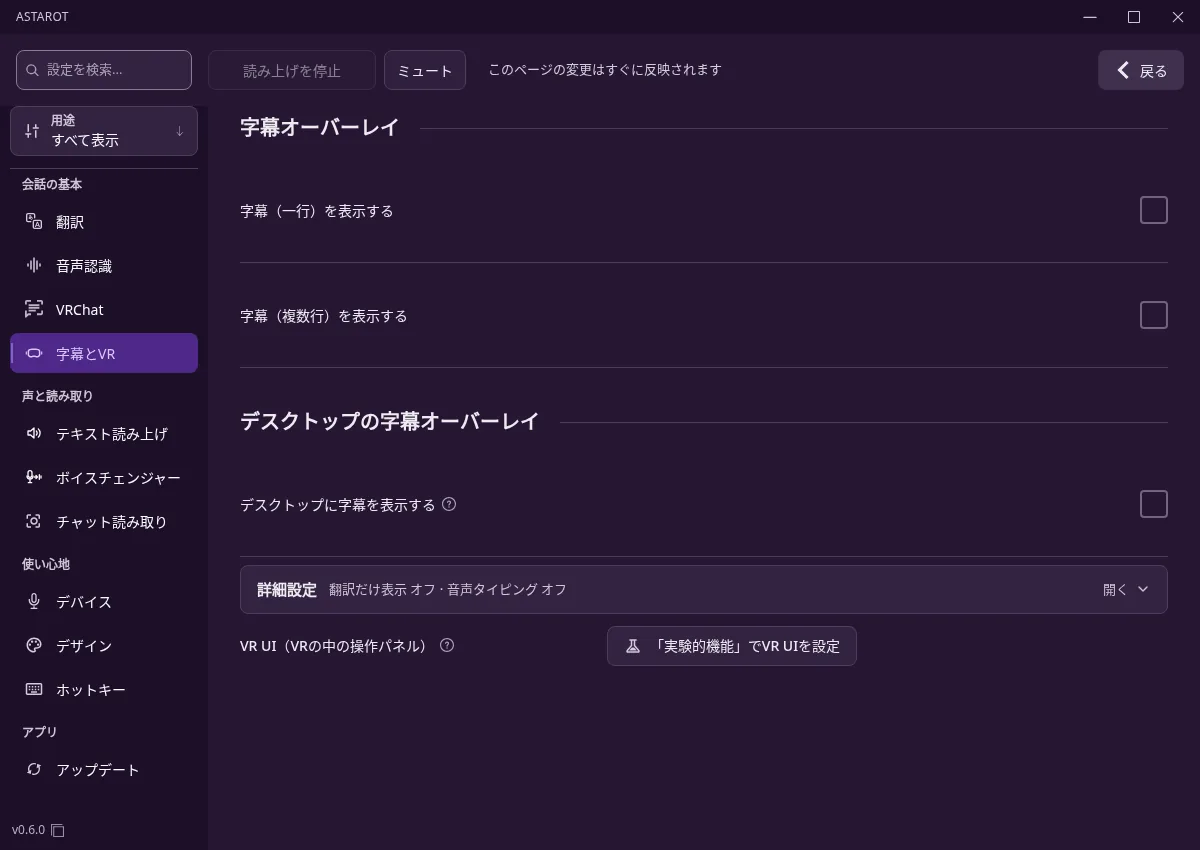 ASTAROT
設定を検索...
読み上げを停止
ミュート
このページの変更はすぐに反映されます
戻る
用途
すべて表示
会話の基本
翻訳
音声認識
VRChat
字幕とVR
声と読み取り
テキスト読み上げ
ボイスチェンジャー
チャット読み取り
使い心地
デバイス
デザイン
ホットキー
アプリ
アップデート
v0.6.0
字幕オーバーレイ
字幕（一行）を表示する
字幕（複数行）を表示する
デスクトップの字幕オーバーレイ
デスクトップに字幕を表示する
詳細設定 翻訳だけ表示 オフ · 音声タイピング オフ
開く
VR UI（VRの中の操作パネル）
「実験的機能」でVR UIを設定